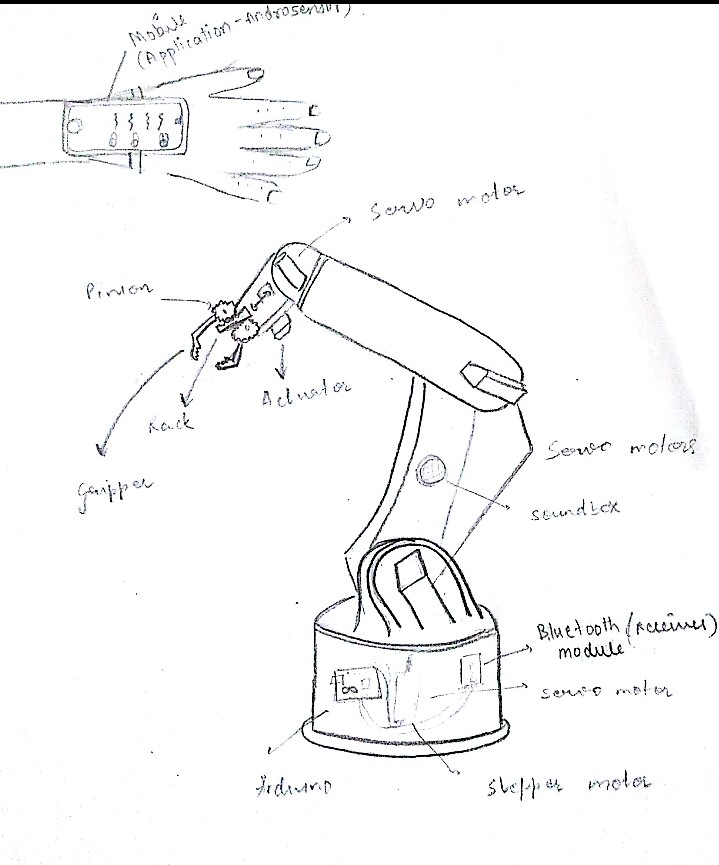 Mobile
(Application-Androsensor)
Servo motor
Pinion
Actuator
Rack
gripper
Servo motors
soundbox
Bluetooth (receiver)
module
servo motor
Arduino
stepper motor